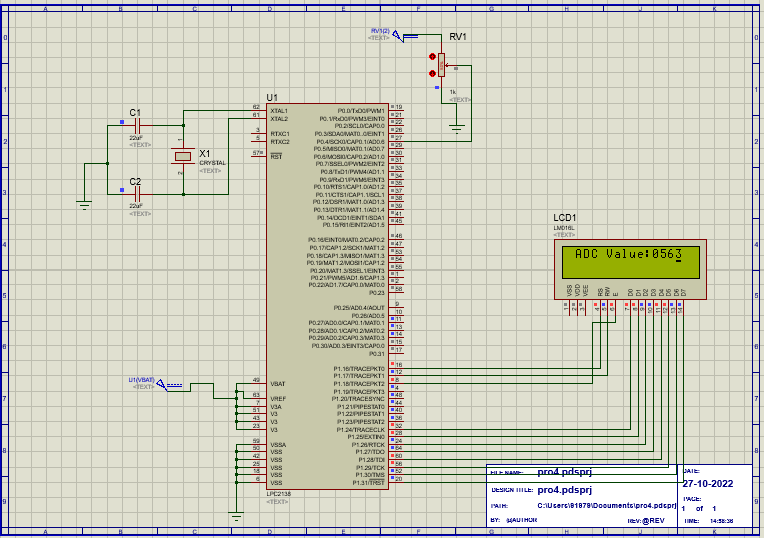 A B C D E F G H J K
0
RV1(2)
<TEXT>
RV1
1k
<TEXT>
1
U1
62 XTAL1
61 XTAL2
3 RTXC1
5 RTXC2
57 RST
P0.0/TxD0/PWM1 19
P0.1/RxD0/PWM3/EINT0 21
P0.2/SCL0/CAP0.0 22
P0.3/SDA0/MAT0.0/EINT1 26
P0.4/SCK0/CAP0.1/AD0.6 27
P0.5/MISO0/MAT0.1/AD0.7 29
P0.6/MOSI0/CAP0.2/AD1.0 30
P0.7/SSEL0/PWM2/EINT2 31
P0.8/TxD1/PWM4/AD1.1 33
P0.9/RxD1/PWM6/EINT3 34
P0.10/RTS1/CAP1.0/AD1.2 35
P0.11/CTS1/CAP1.1/SCL1 37
P0.12/DSR1/MAT1.0/AD1.3 38
P0.13/DTR1/MAT1.1/AD1.4 39
P0.14/DCD1/EINT1/SDA1 41
P0.15/RI1/EINT2/AD1.5 45
C1
22uF
<TEXT>
2
X1
CRYSTAL
<TEXT>
C2
22uF
<TEXT>
3
4
P0.16/EINT0/MAT0.2/CAP0.2 46
P0.17/CAP1.2/SCK1/MAT1.2 47
P0.18/CAP1.3/MISO1/MAT1.3 53
P0.19/MAT1.2/MOSI1/CAP1.2 54
P0.20/MAT1.3/SSEL1/EINT3 55
P0.21/PWM5/AD1.6/CAP1.3 1
P0.22/AD1.7/CAP0.0/MAT0.0 2
P0.23 58
LCD1
LM016L
<TEXT>
ADC Value:0563
VSS VDD VEE RS RW E D0 D1 D2 D3 D4 D5 D6 D7
1 2 3 4 5 6 7 8 9 10 11 12 13 14
5
P0.25/AD0.4/AOUT 9
P0.26/AD0.5 10
P0.27/AD0.0/CAP0.1/MAT0.1 11
P0.28/AD0.1/CAP0.2/MAT0.2 13
P0.29/AD0.2/CAP0.3/MAT0.3 14
P0.30/AD0.3/EINT3/CAP0.0 15
P0.31 17
6
7
U1(VBAT)
<TEXT>
49 VBAT
63 VREF
7 V3A
51 V3
43 V3
23 V3
P1.16/TRACEPKT0 16
P1.17/TRACEPKT1 12
P1.18/TRACEPKT2 8
P1.19/TRACEPKT3 4
P1.20/TRACESYNC 48
P1.21/PIPESTAT0 44
P1.22/PIPESTAT1 40
P1.23/PIPESTAT2 36
P1.24/TRACECLK 32
P1.25/EXTIN0 28
P1.26/RTCK 24
P1.27/TDO 64
P1.28/TDI 60
P1.29/TCK 56
P1.30/TMS 52
P1.31/TRST 20
8
59 VSSA
50 VSS
42 VSS
25 VSS
18 VSS
6 VSS
LPC2138
<TEXT>
9
FILE NAME: pro4.pdsprj
DATE:
27-10-2022
DESIGN TITLE: pro4.pdsprj
PAGE:
1 of 1
PATH: C:\Users\91979\Documents\pro4.pdsprj
BY: @AUTHOR
REV:@REV
TIME: 14:58:36
A B C D E F G H J K